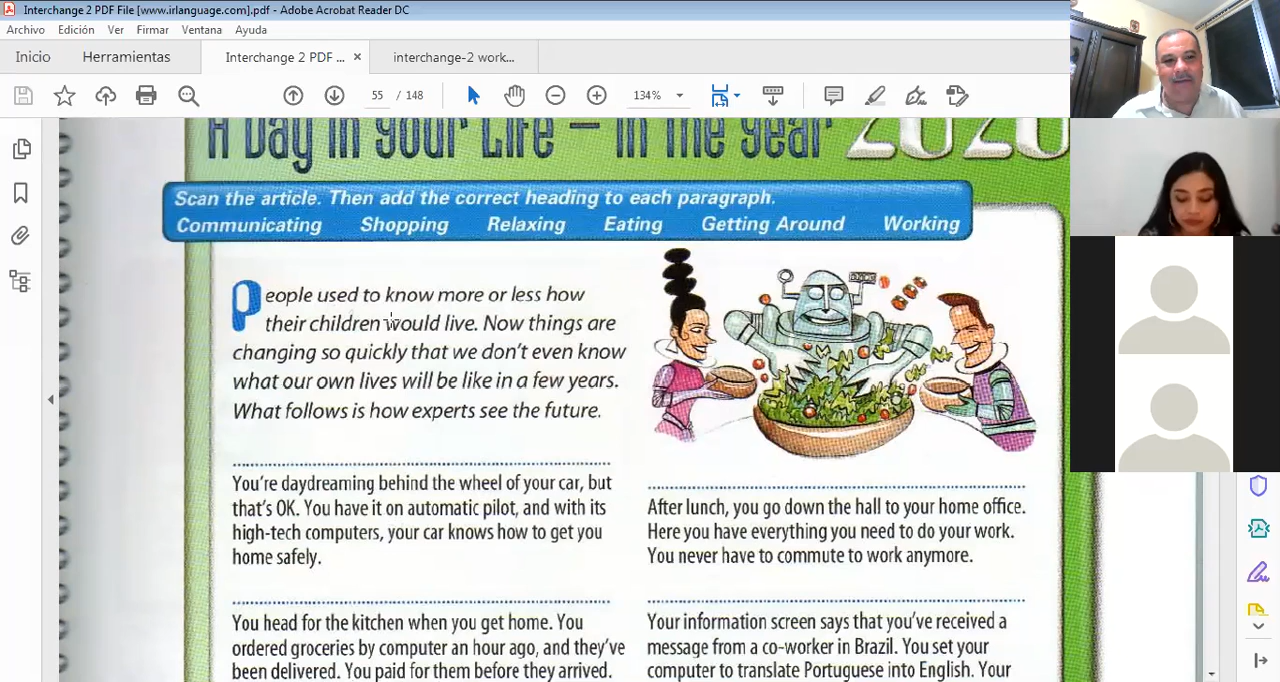 Interchange 2 PDF File [www.irlanguage.com].pdf - Adobe Acrobat Reader DC
Archivo Edición Ver Firmar Ventana Ayuda
Inicio Herramientas Interchange 2 PDF ... × interchange-2 work...
55 / 148 134%
A Day in your Life – In the year 2020
Scan the article. Then add the correct heading to each paragraph.
Communicating Shopping Relaxing Eating Getting Around Working
People used to know more or less how
their children would live. Now things are
changing so quickly that we don't even know
what our own lives will be like in a few years.
What follows is how experts see the future.
You're daydreaming behind the wheel of your car, but
that's OK. You have it on automatic pilot, and with its
high-tech computers, your car knows how to get you
home safely.
You head for the kitchen when you get home. You
ordered groceries by computer an hour ago, and they've
been delivered. You paid for them before they arrived.
After lunch, you go down the hall to your home office.
Here you have everything you need to do your work.
You never have to commute to work anymore.
Your information screen says that you've received a
message from a co-worker in Brazil. You set your
computer to translate Portuguese into English. Your